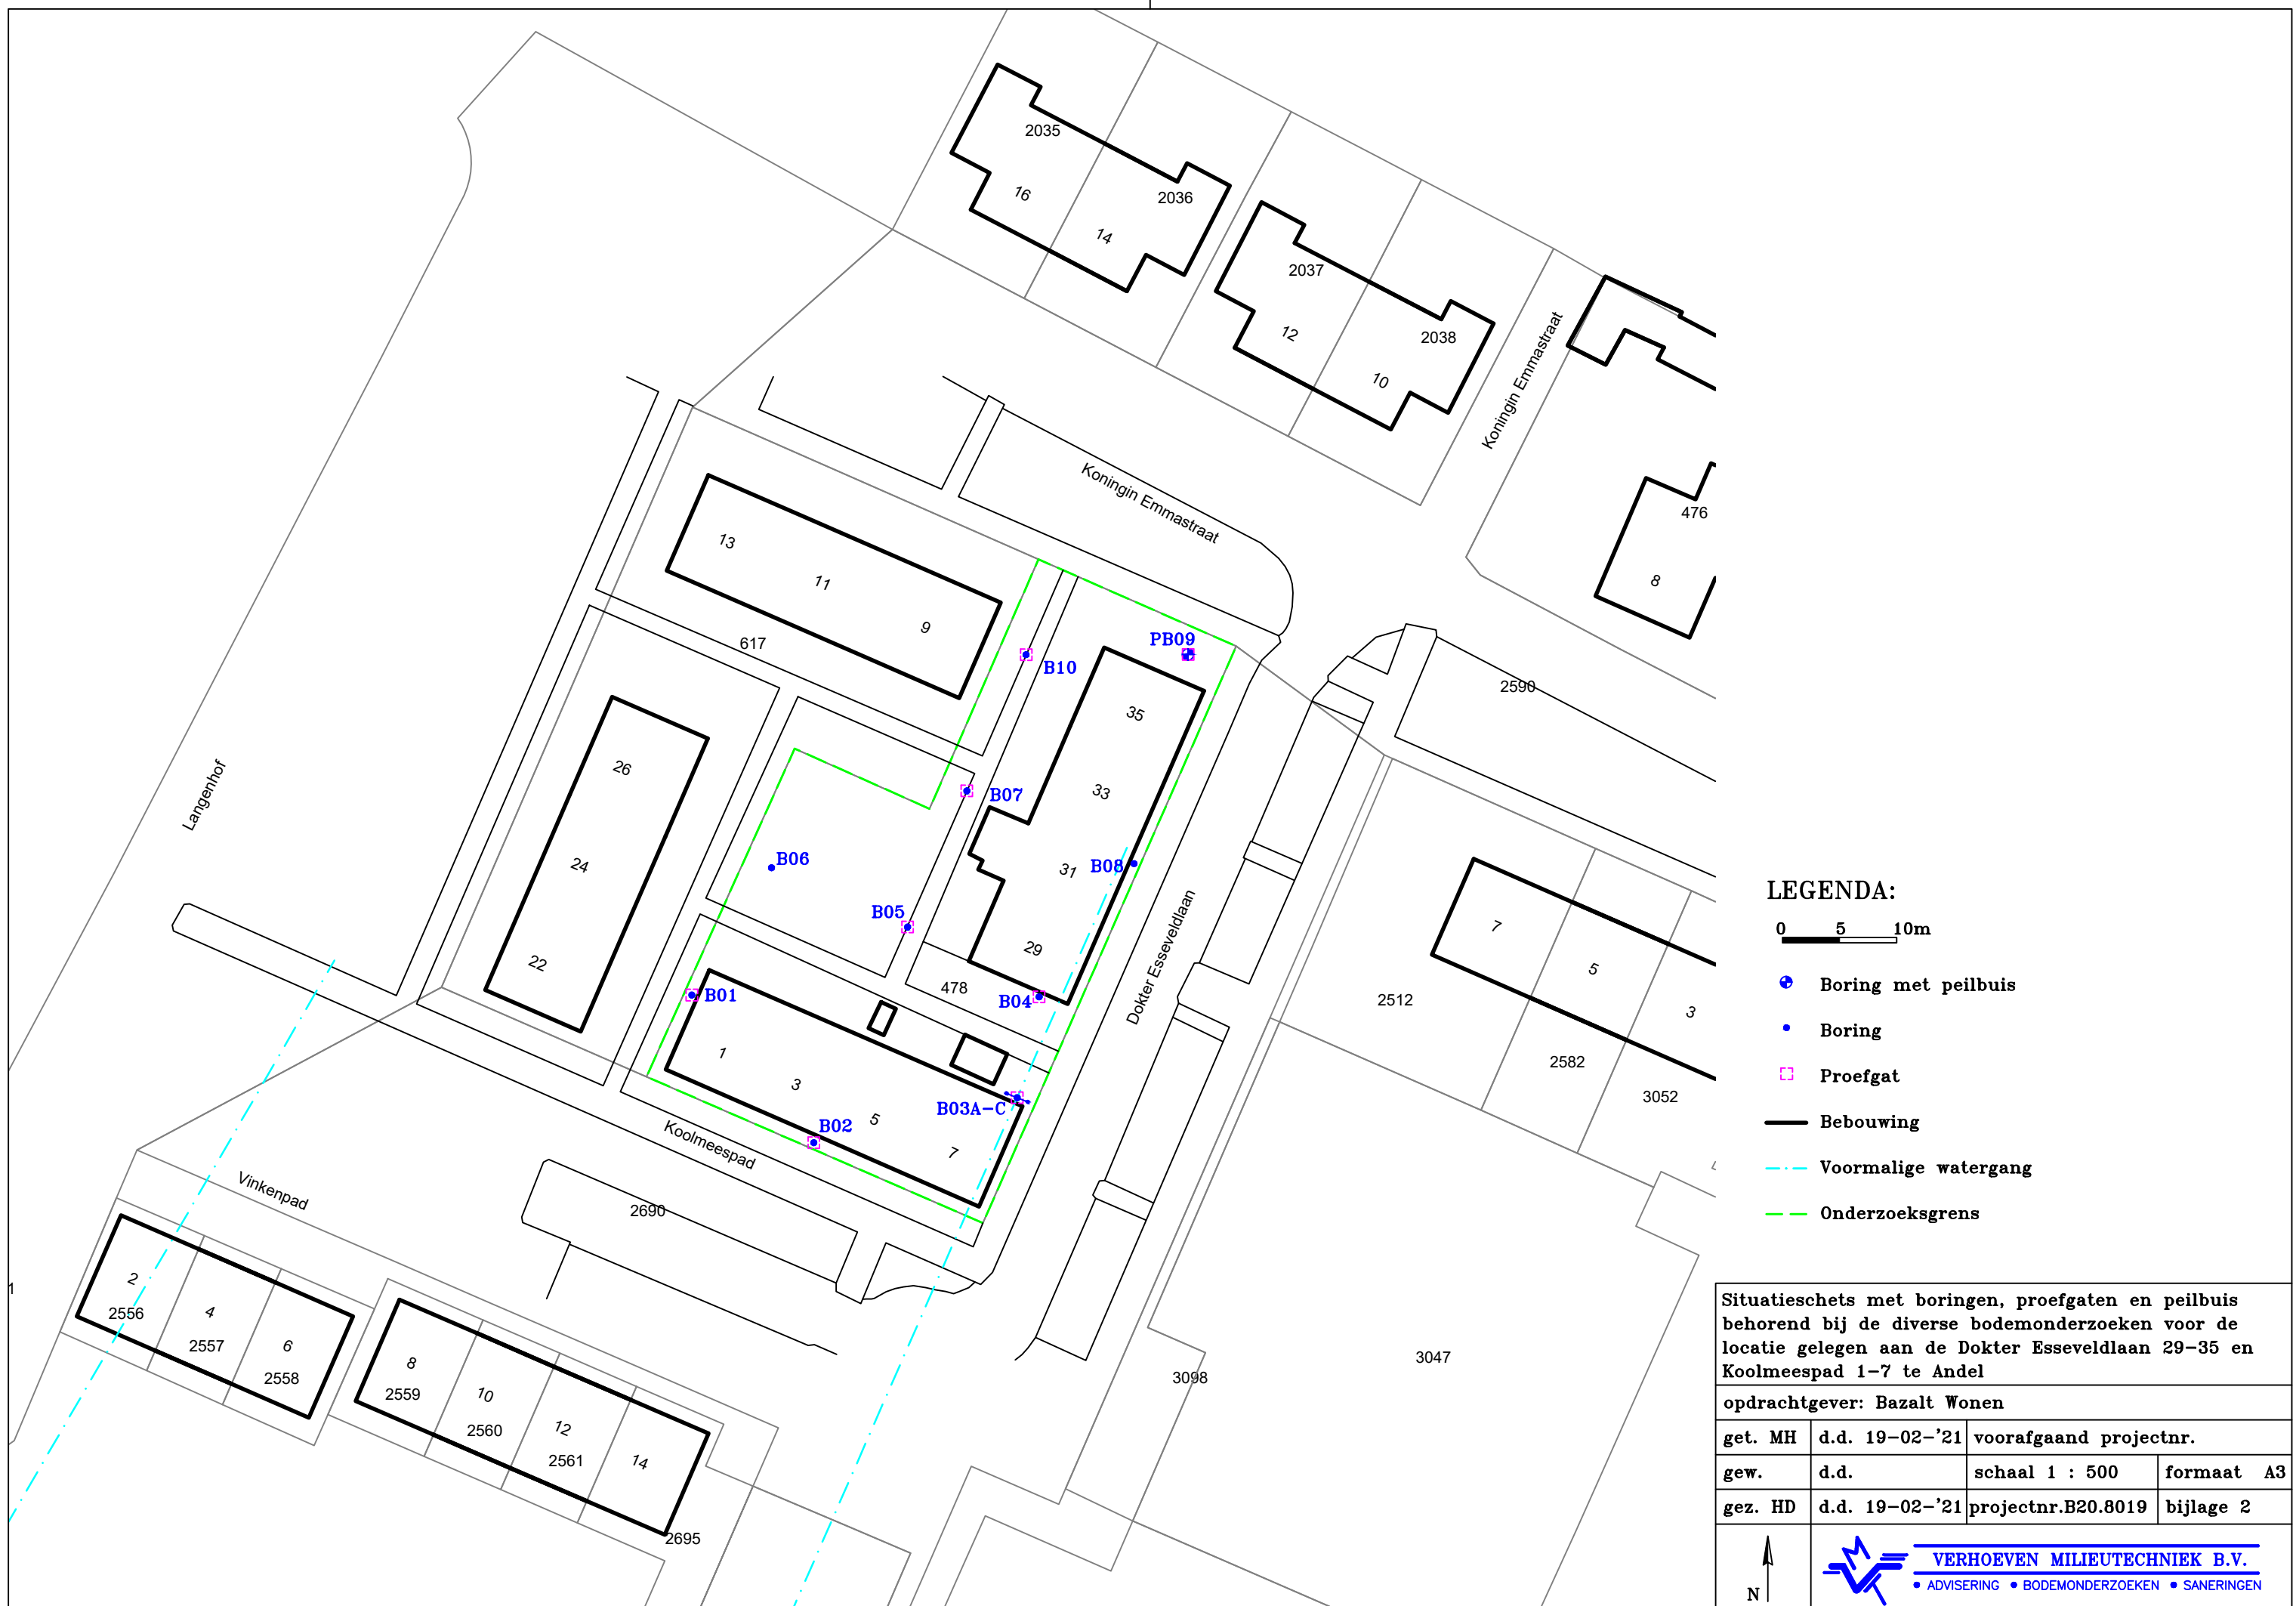 2035
16
2036
14
2037
12
2038
10
Koningin Emmastraat
476
8
Koningin Emmastraat
13
11
9
617
PB09
B10
35
2590
26
33
B07
Langenhof
24
B06
31
B08
7
B05
5
29
Dokter Esseveldlaan
22
478
B01
B04
2512
3
1
2582
3
3052
B03A-C
5
B02
7
Koolmeespad
Vinkenpad
2690
1
2
2556
4
2557
6
2558
8
2559
10
2560
12
2561
14
2695
3098
3047
LEGENDA:
0 5 10m
Boring met peilbuis
Boring
Proefgat
Bebouwing
Voormalige watergang
Onderzoeksgrens
Situatieschets met boringen, proefgaten en peilbuis
behorend bij de diverse bodemonderzoeken voor de
locatie gelegen aan de Dokter Esseveldlaan 29-35 en
Koolmeespad 1-7 te Andel
opdrachtgever: Bazalt Wonen
get. MH d.d. 19-02-'21 voorafgaand projectnr.
gew. d.d. schaal 1 : 500 formaat A3
gez. HD d.d. 19-02-'21 projectnr.B20.8019 bijlage 2
N
VERHOEVEN MILIEUTECHNIEK B.V.
• ADVISERING • BODEMONDERZOEKEN • SANERINGEN